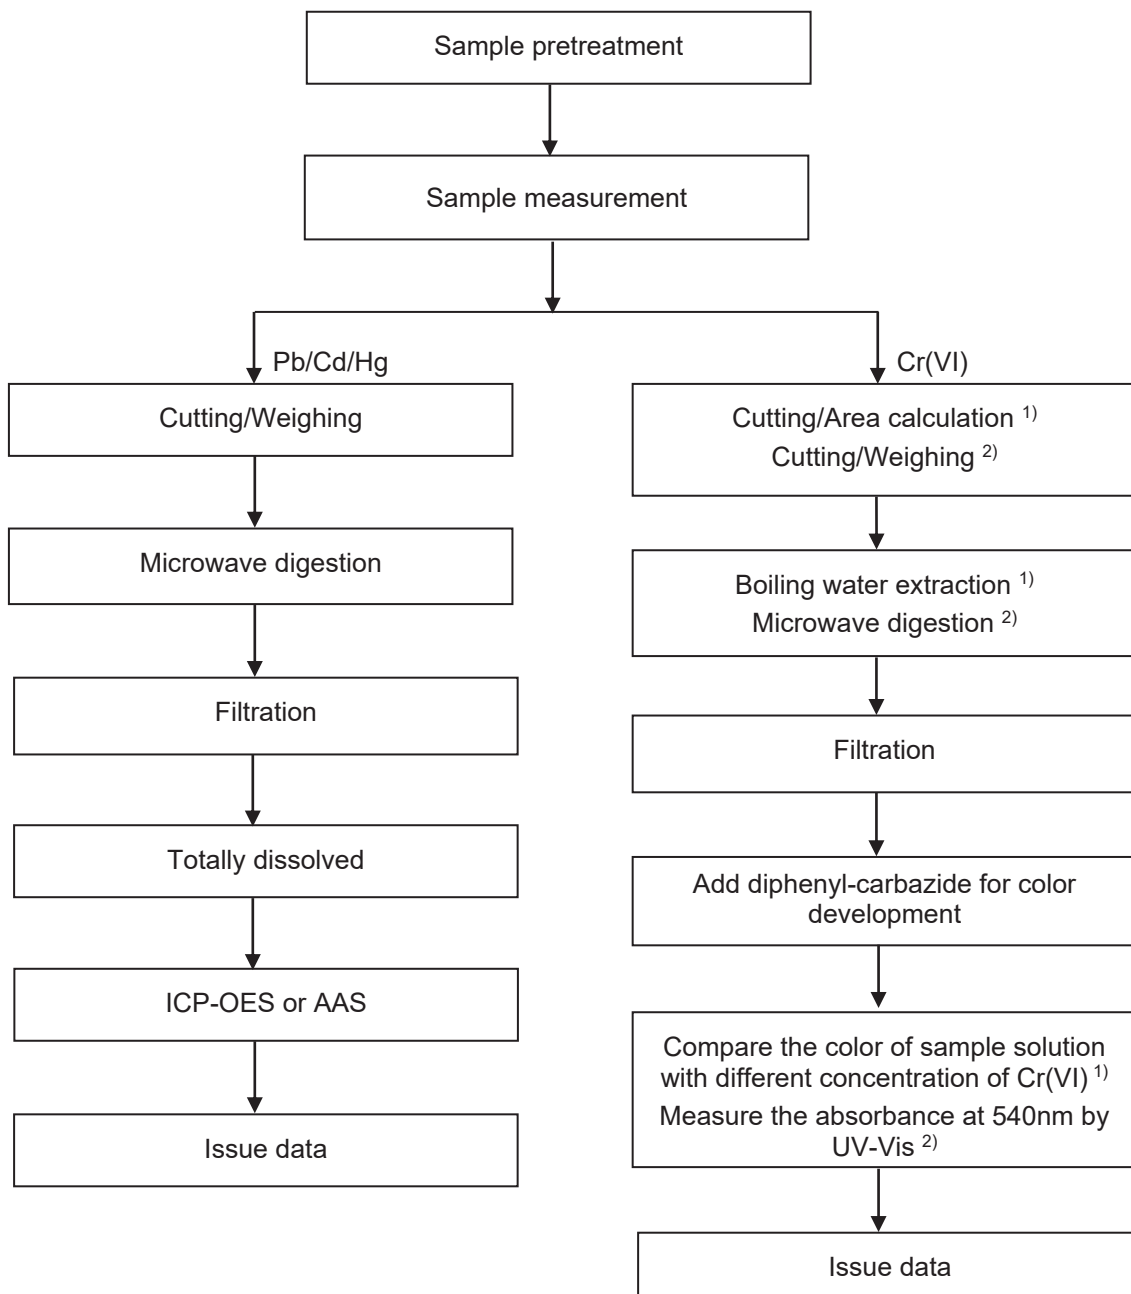 Sample pretreatment
Sample measurement
Pb/Cd/Hg
Cutting/Weighing
Microwave digestion
Filtration
Totally dissolved
ICP-OES or AAS
Issue data
Cr(VI)
Cutting/Area calculation 1)
Cutting/Weighing 2)
Boiling water extraction 1)
Microwave digestion 2)
Filtration
Add diphenyl-carbazide for color
development
Compare the color of sample solution
with different concentration of Cr(VI) 1)
Measure the absorbance at 540nm by
UV-Vis 2)
Issue data